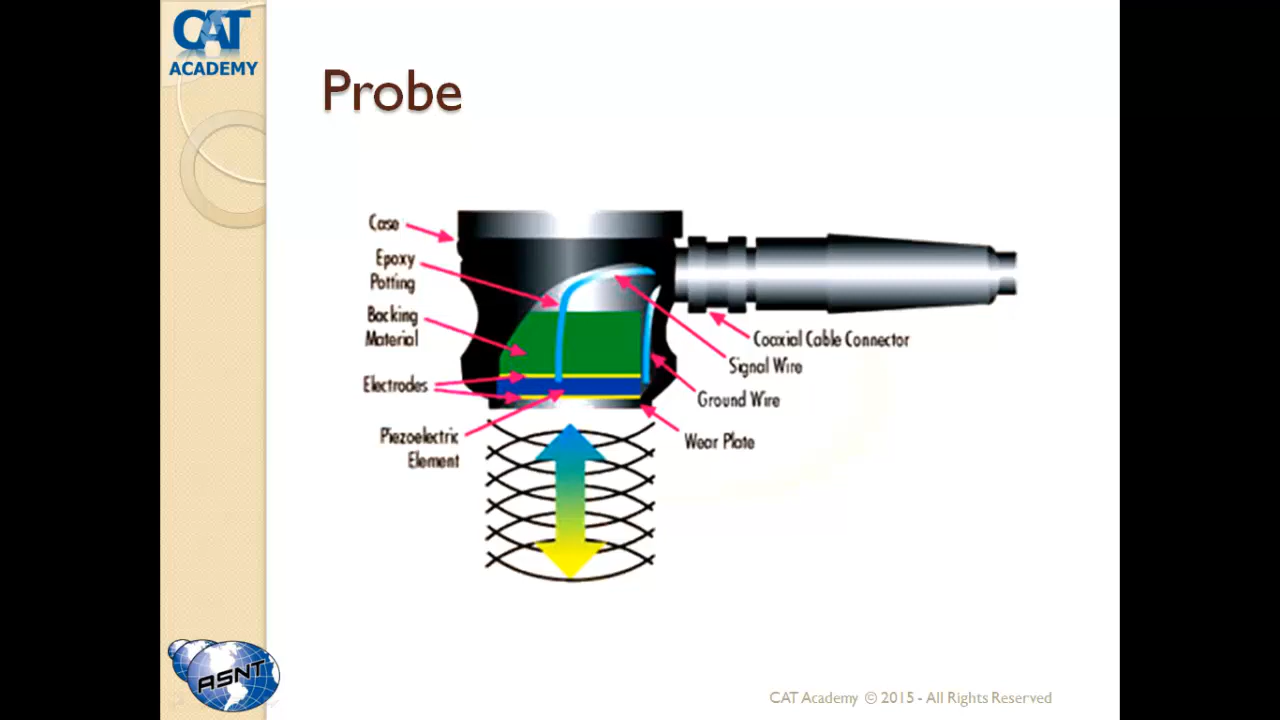 CAT
ACADEMY
Probe
Case
Epoxy
Potting
Backing
Material
Electrodes
Piezoelectric
Element
Coaxial Cable Connector
Signal Wire
Ground Wire
Wear Plate
ASNT
CAT Academy © 2015 - All Rights Reserved